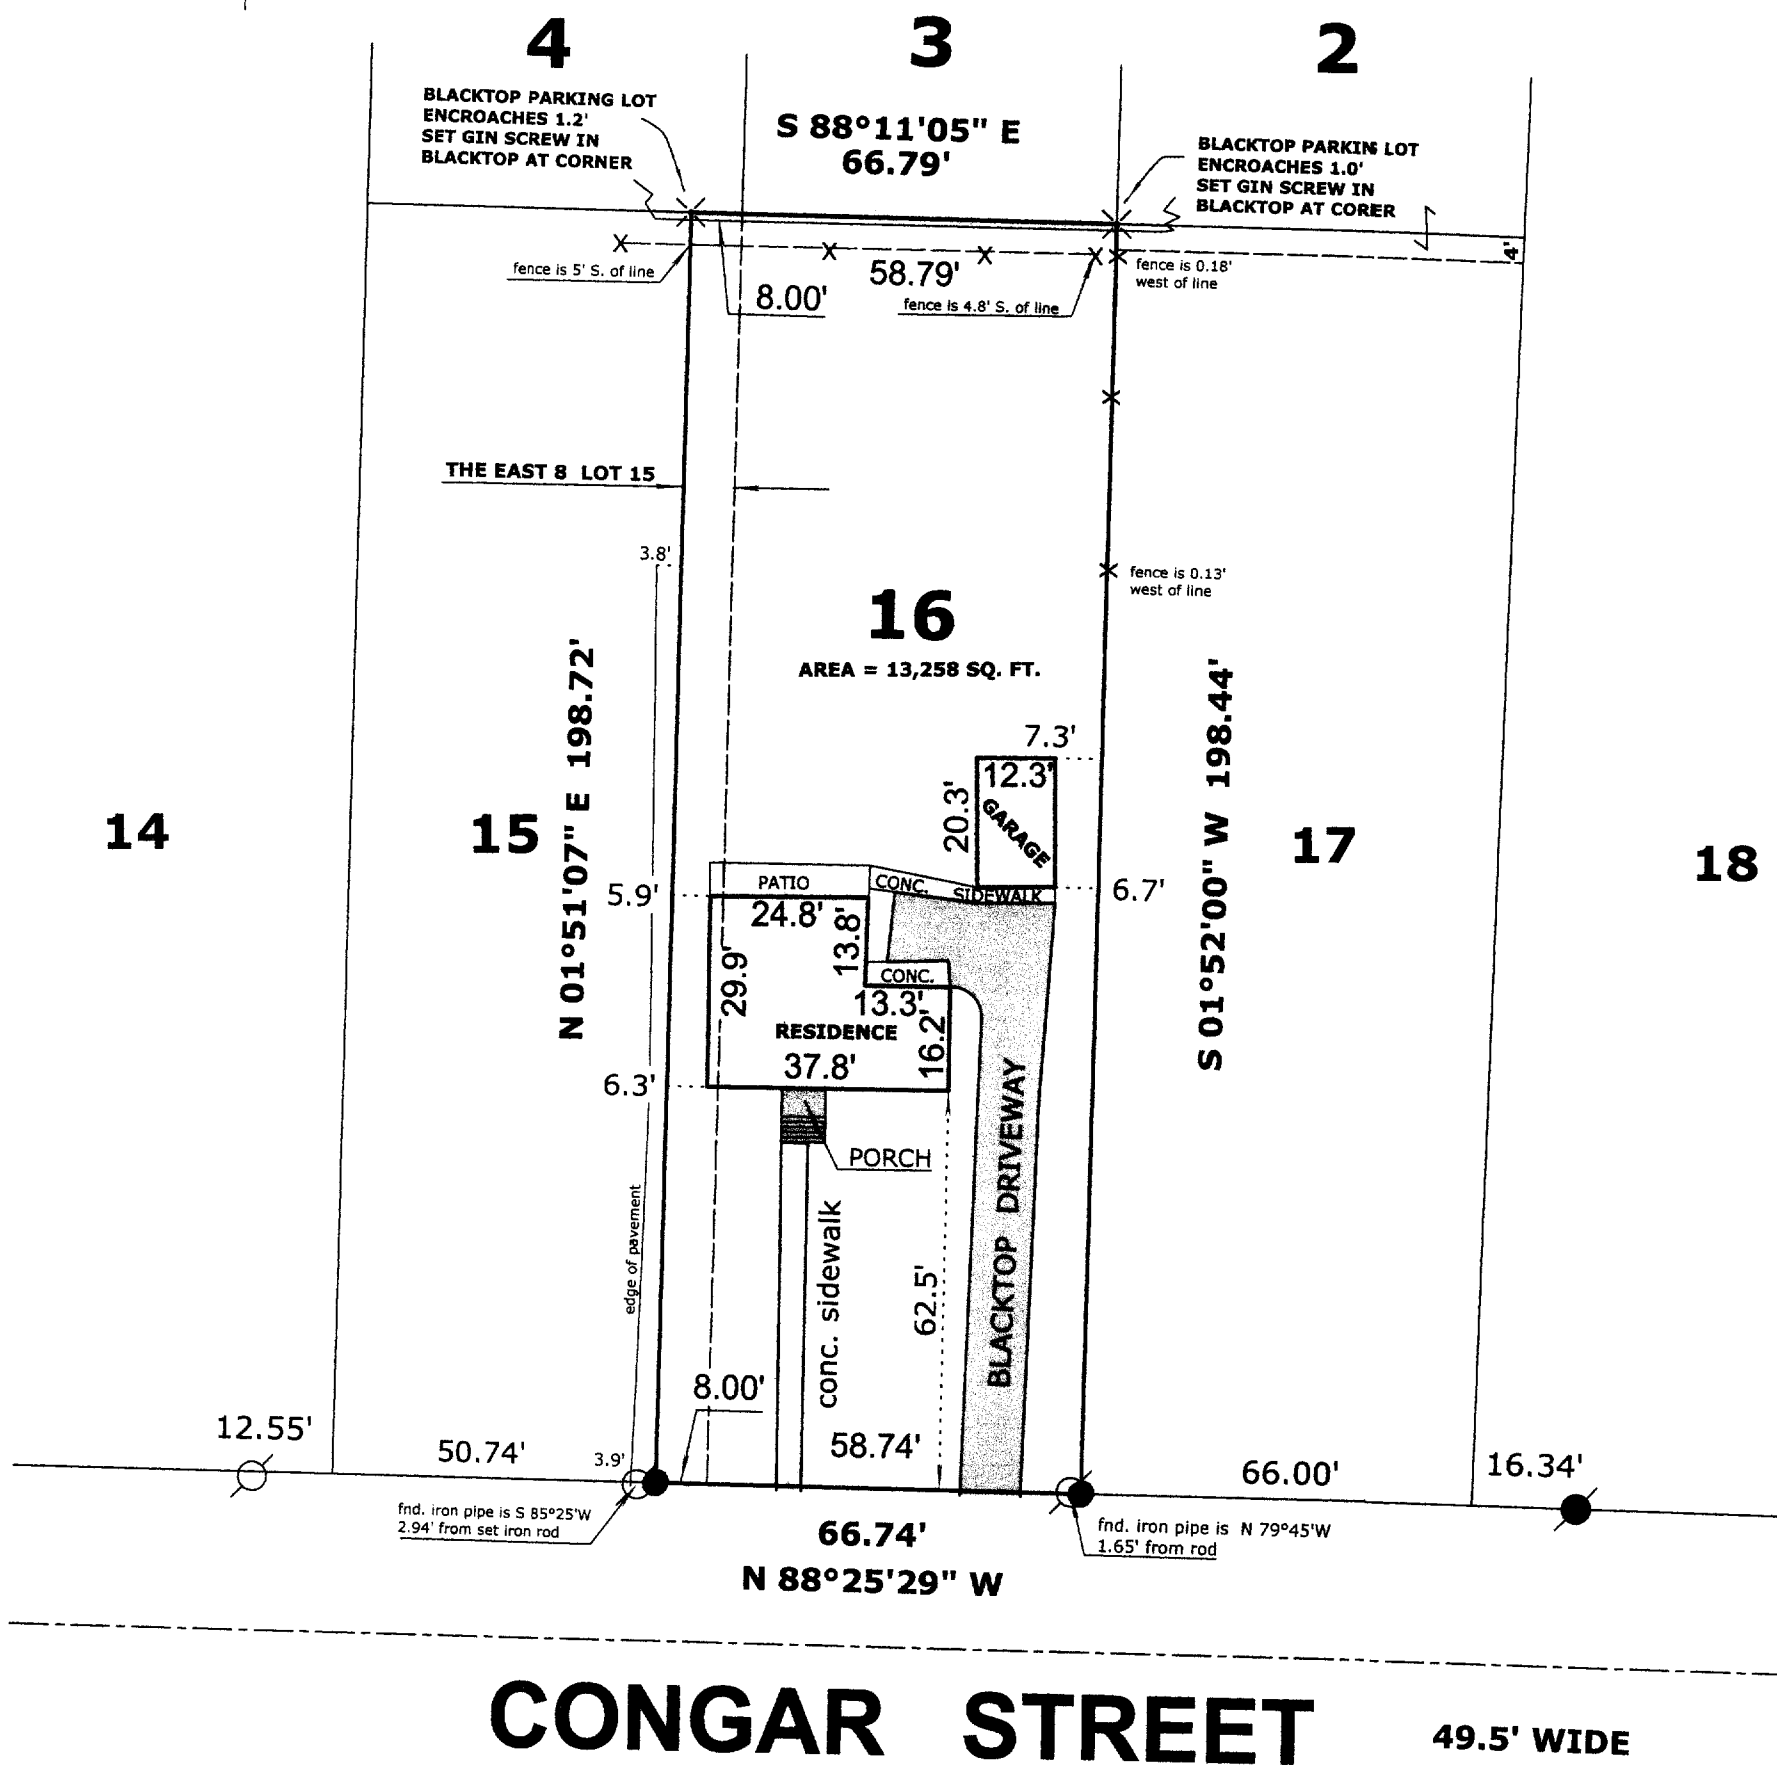 4
3
2
BLACKTOP PARKING LOT
ENCROACHES 1.2'
SET GIN SCREW IN
BLACKTOP AT CORNER
S 88°11'05" E
66.79'
BLACKTOP PARKIN LOT
ENCROACHES 1.0'
SET GIN SCREW IN
BLACKTOP AT CORER
4'
fence is 5' S. of line
58.79'
8.00'
fence is 4.8' S. of line
fence is 0.18'
west of line
THE EAST 8 LOT 15
3.8'
fence is 0.13'
west of line
16
AREA = 13,258 SQ. FT.
N 01°51'07" E 198.72'
S 01°52'00" W 198.44'
7.3'
12.3'
20.3'
GARAGE
14
15
17
18
PATIO
CONC. SIDEWALK
5.9'
6.7'
24.8'
13.8'
29.9'
CONC.
13.3'
RESIDENCE
16.2'
37.8'
6.3'
PORCH
BLACKTOP DRIVEWAY
edge of pavement
conc. sidewalk
62.5'
8.00'
12.55'
50.74'
3.9'
58.74'
66.00'
16.34'
fnd. iron pipe is S 85°25'W
2.94' from set iron rod
66.74'
N 88°25'29" W
fnd. iron pipe is N 79°45'W
1.65' from rod
CONGAR STREET
49.5' WIDE